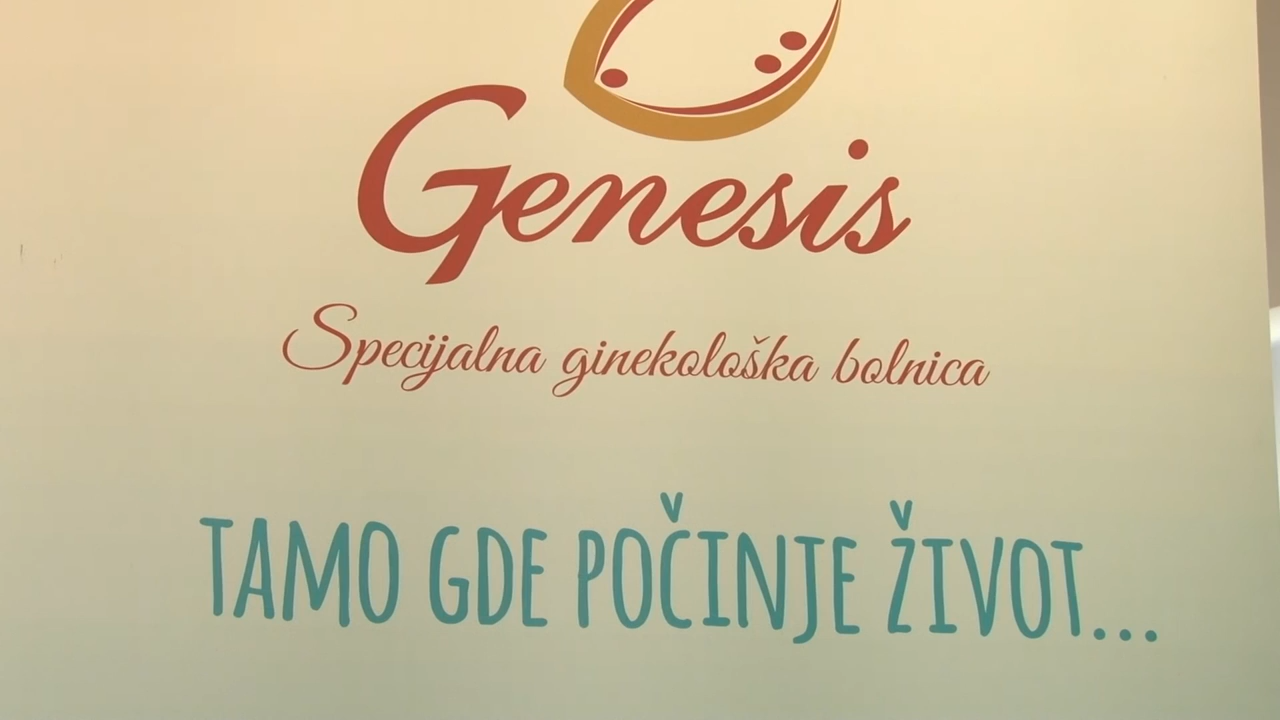 Genesis
Specijalna ginekološka bolnica
TAMO GDE POČINJE ŽIVOT...